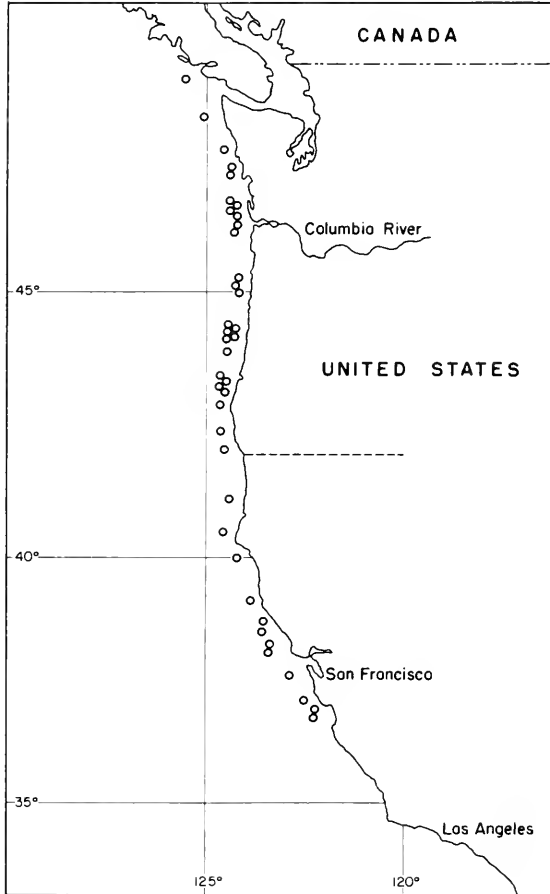 CANADA
Columbia River
45°
UNITED STATES
40°
San Francisco
35°
Los Angeles
125°
120°